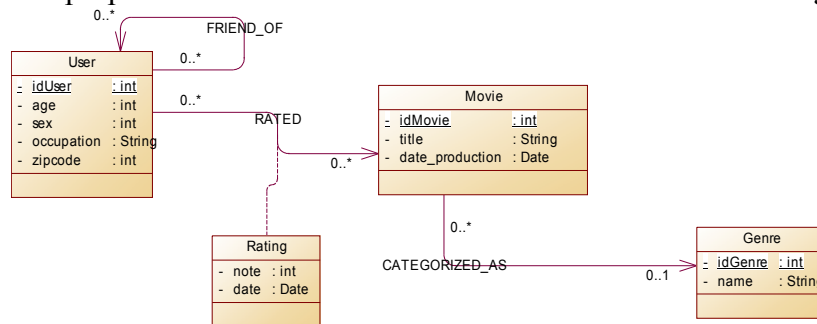 0..*
FRIEND_OF
User
0..*
- idUser : int
- age : int
- sex : int
- occupation : String
- zipcode : int
0..*
RATED
0..*
Movie
- idMovie : int
- title : String
- date_production : Date
0..*
CATEGORIZED_AS
0..1
Rating
- note : int
- date : Date
Genre
- idGenre : int
- name : String